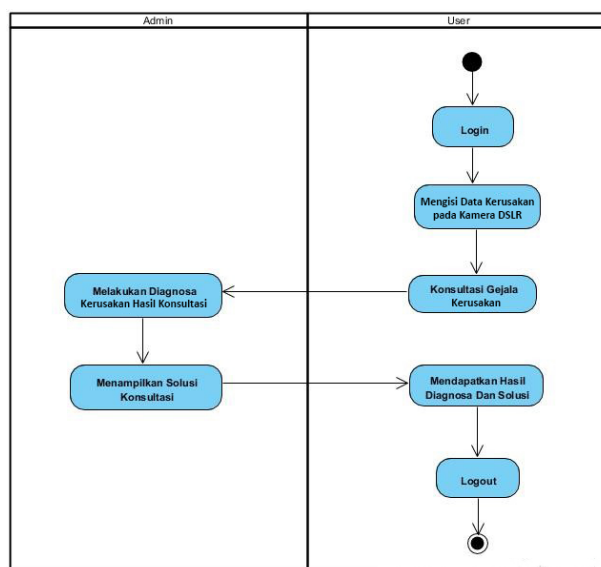 Admin
User
Login
Mengisi Data Kerusakan
pada Kamera DSLR
Konsultasi Gejala
Kerusakan
Melakukan Diagnosa
Kerusakan Hasil Konsultasi
Menampilkan Solusi
Konsultasi
Mendapatkan Hasil
Diagnosa Dan Solusi
Logout